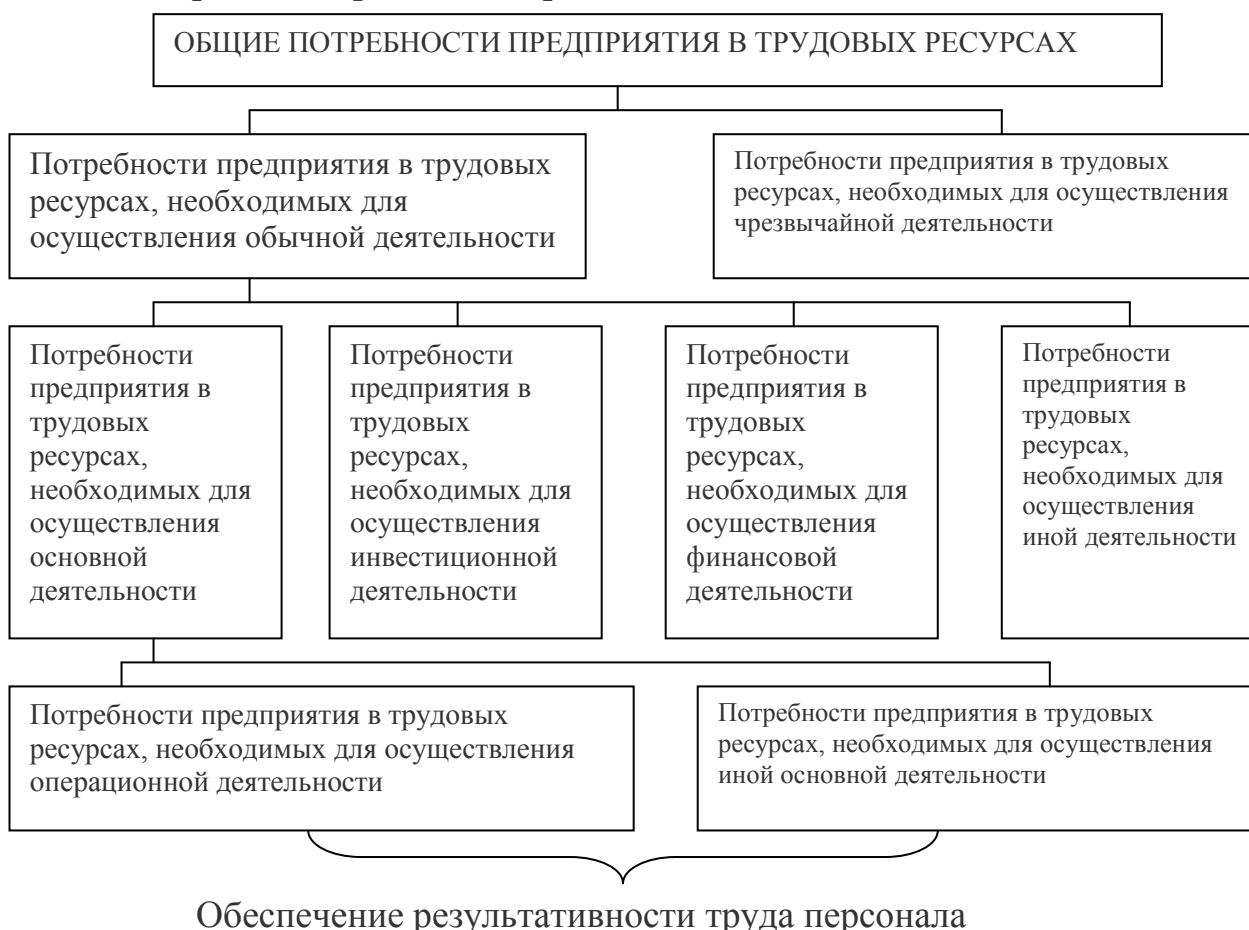 ОБЩИЕ ПОТРЕБНОСТИ ПРЕДПРИЯТИЯ В ТРУДОВЫХ РЕСУРСАХ
Потребности предприятия в трудовых
ресурсах, необходимых для
осуществления обычной деятельности
Потребности предприятия в трудовых
ресурсах, необходимых для осуществления
чрезвычайной деятельности
Потребности
предприятия в
трудовых
ресурсах,
необходимых для
осуществления
основной
деятельности
Потребности
предприятия в
трудовых
ресурсах,
необходимых для
осуществления
инвестиционной
деятельности
Потребности
предприятия в
трудовых
ресурсах,
необходимых для
осуществления
финансовой
деятельности
Потребности
предприятия в
трудовых
ресурсах,
необходимых для
осуществления
иной деятельности
Потребности предприятия в трудовых
ресурсах, необходимых для осуществления
операционной деятельности
Потребности предприятия в трудовых
ресурсах, необходимых для осуществления
иной основной деятельности
Обеспечение результативности труда персонала